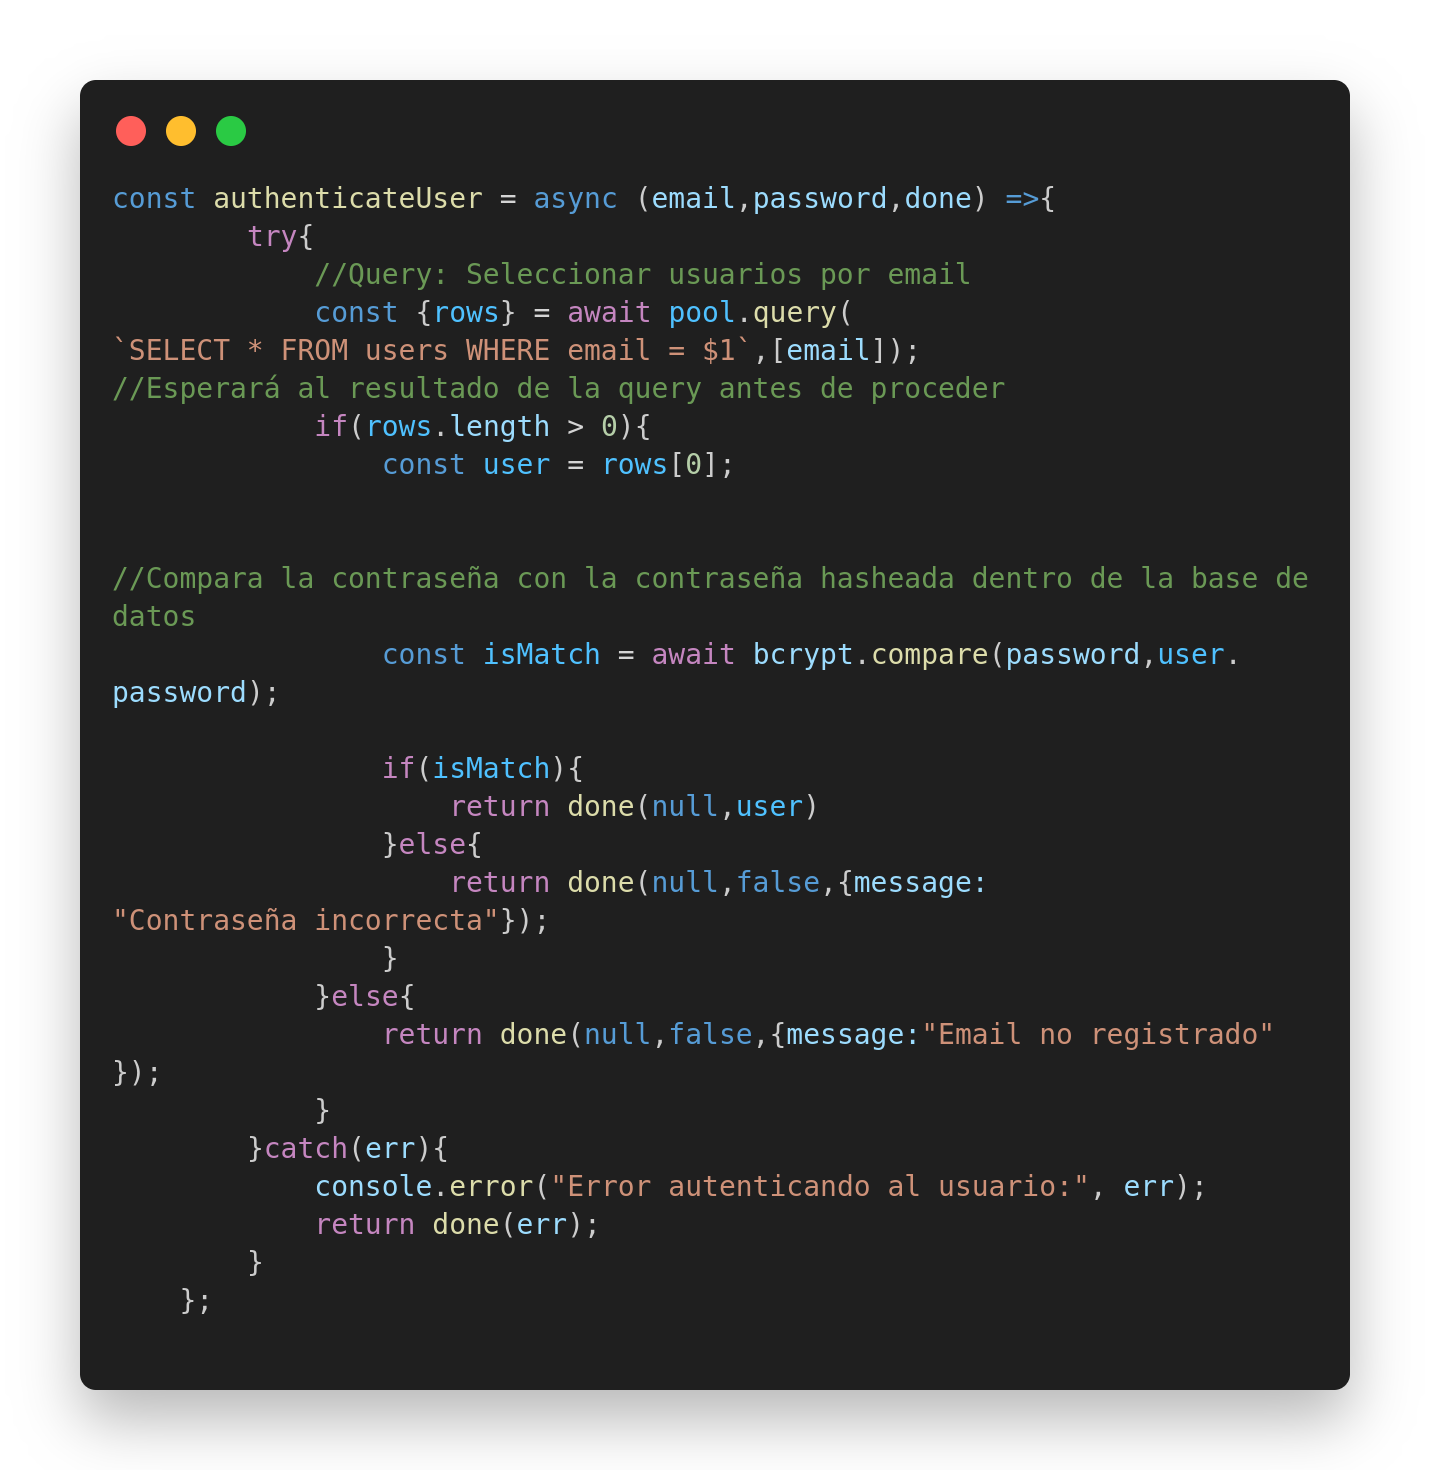 const authenticateUser = async (email,password,done) =>{
        try{
            //Query: Seleccionar usuarios por email
            const {rows} = await pool.query(
`SELECT * FROM users WHERE email = $1`,[email]);
//Esperará al resultado de la query antes de proceder
            if(rows.length > 0){
                const user = rows[0];
//Compara la contraseña con la contraseña hasheada dentro de la base de
datos
                const isMatch = await bcrypt.compare(password,user.
password);
                if(isMatch){
                    return done(null,user)
                }else{
                    return done(null,false,{message:
"Contraseña incorrecta"});
                }
            }else{
                return done(null,false,{message:"Email no registrado"
});
            }
        }catch(err){
            console.error("Error autenticando al usuario:", err);
            return done(err);
        }
    };